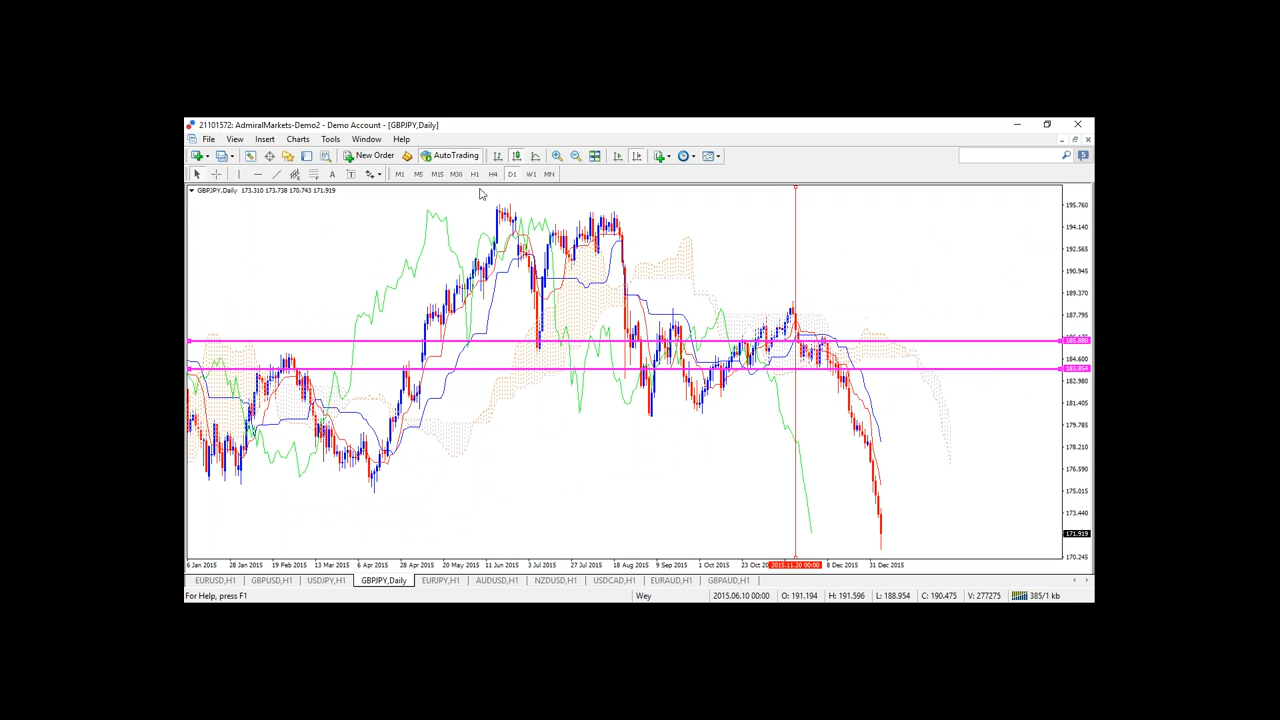 21101572: AdmiralMarkets-Demo2 - Demo Account - [GBPJPY,Daily]
File View Insert Charts Tools Window Help
New Order AutoTrading 5
A T M1 M5 M15 M30 H1 H4 D1 W1 MN
GBPJPY,Daily 173.310 173.738 170.743 171.919
195.760
194.140
192.565
190.945
189.370
187.795
185.880
184.600
183.854
182.980
181.405
179.785
178.210
176.590
175.015
173.440
171.919
170.245
6 Jan 2015 28 Jan 2015 19 Feb 2015 13 Mar 2015 6 Apr 2015 28 Apr 2015 20 May 2015 11 Jun 2015 3 Jul 2015 27 Jul 2015 18 Aug 2015 9 Sep 2015 1 Oct 2015 23 Oct 20 2015.11.20 00:00 8 Dec 2015 31 Dec 2015
EURUSD,H1 GBPUSD,H1 USDJPY,H1 GBPJPY,Daily EURJPY,H1 AUDUSD,H1 NZDUSD,H1 USDCAD,H1 EURAUD,H1 GBPAUD,H1
For Help, press F1 Wey 2015.06.10 00:00 O: 191.194 H: 191.596 L: 188.954 C: 190.475 V: 277275 385/1 kb